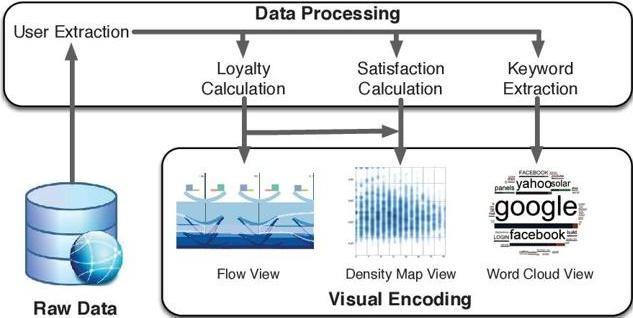 Data Processing
User Extraction
Loyalty
Calculation
Satisfaction
Calculation
Keyword
Extraction
FACEBOOK
panels yahoo solar
google
LOGIN facebook
build
Flow View
Density Map View
Word Cloud View
Visual Encoding
Raw Data